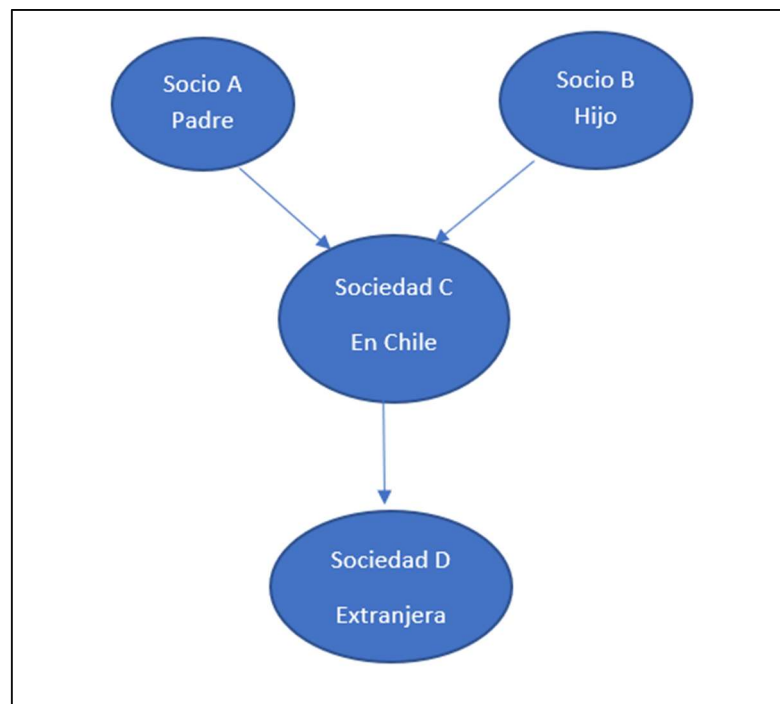 Socio A
Padre
Socio B
Hijo
Sociedad C
En Chile
Sociedad D
Extranjera